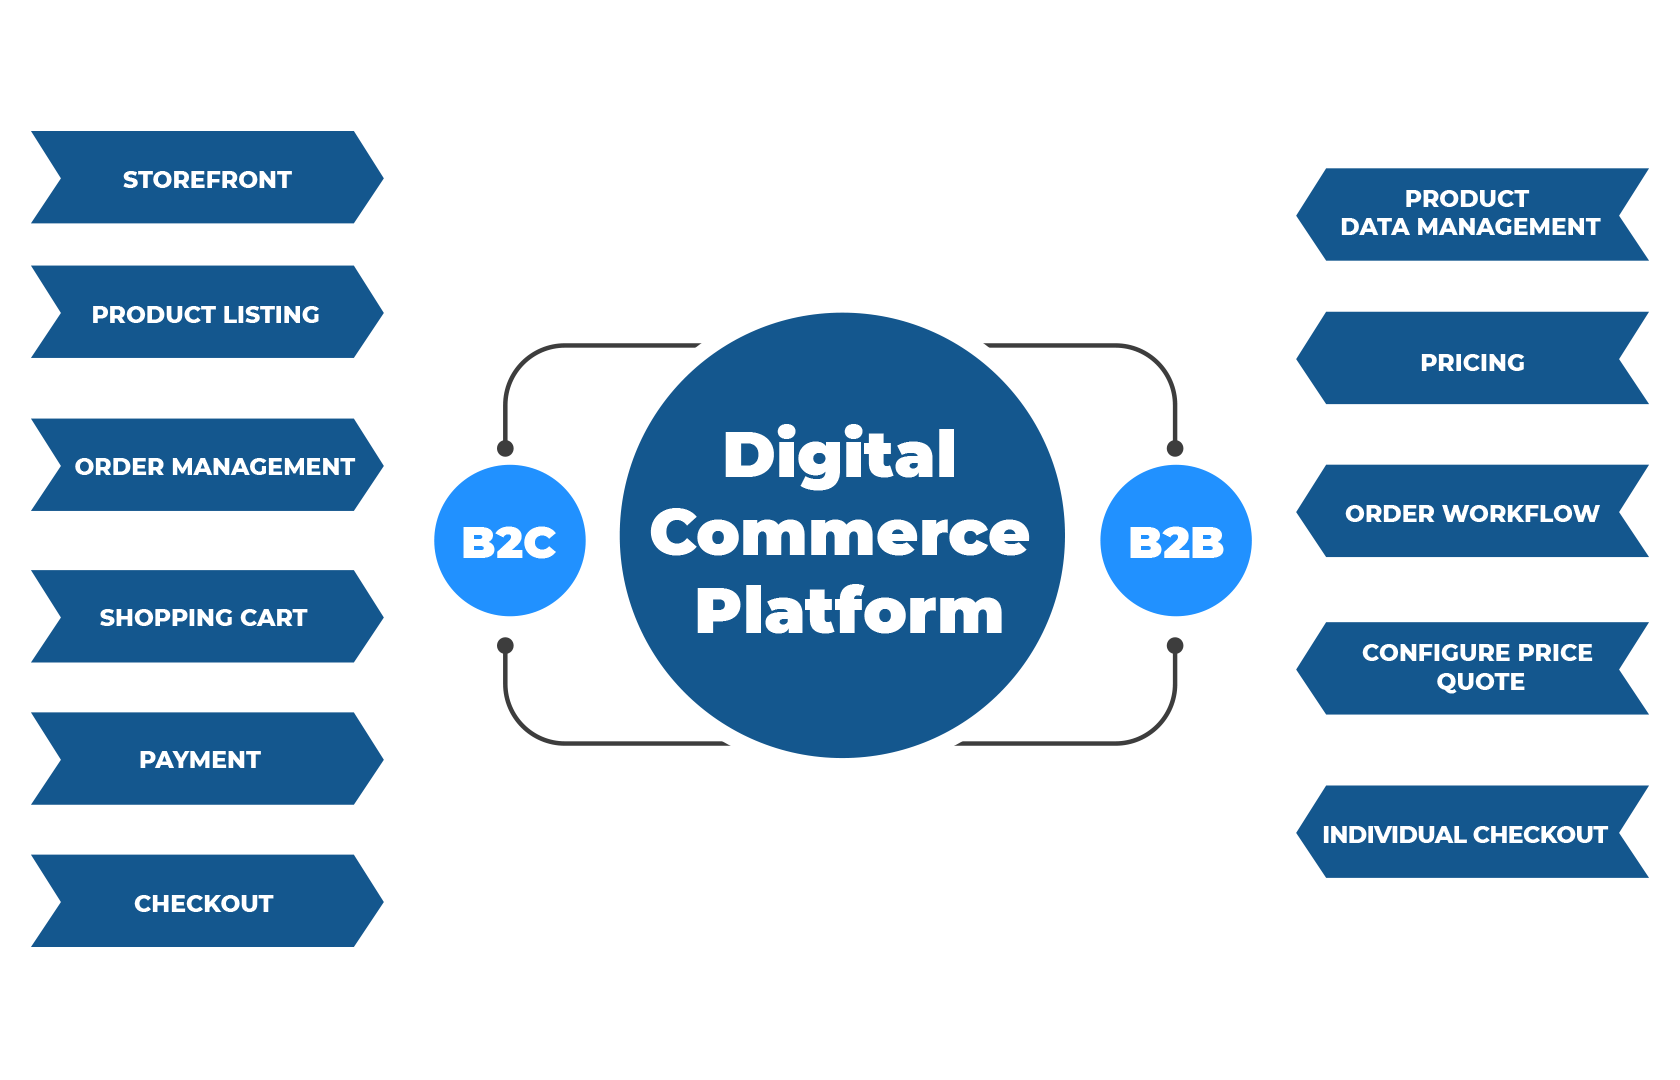 STOREFRONT
PRODUCT LISTING
ORDER MANAGEMENT
SHOPPING CART
PAYMENT
CHECKOUT
B2C
Digital
Commerce
Platform
B2B
PRODUCT
DATA MANAGEMENT
PRICING
ORDER WORKFLOW
CONFIGURE PRICE
QUOTE
INDIVIDUAL CHECKOUT